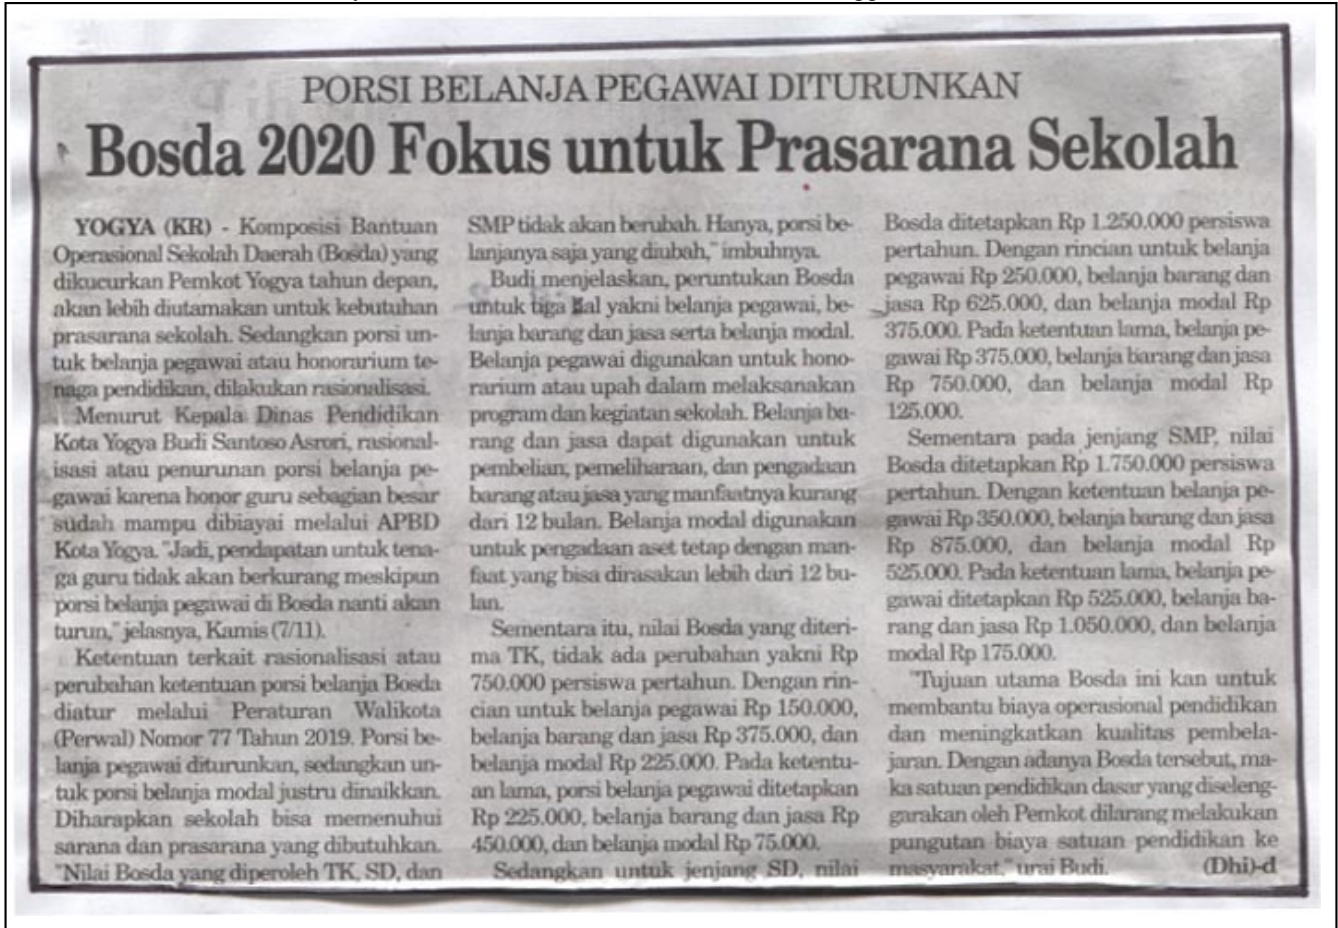 PORSI BELANJA PEGAWAI DITURUNKAN
Bosda 2020 Fokus untuk Prasarana Sekolah
YOGYA (KR) - Komposisi Bantuan
Operasional Sekolah Daerah (Bosda) yang
dikucurkan Pemkot Yogya tahun depan,
akan lebih diutamakan untuk kebutuhan
prasarana sekolah. Sedangkan porsi un-
tuk belanja pegawai atau honorarium te-
naga pendidikan, dilakukan rasionalisasi.
Menurut Kepala Dinas Pendidikan
Kota Yogya Budi Santoso Asrori, rasional-
isasi atau penurunan porsi belanja pe-
gawai karena honor guru sebagian besar
sudah mampu dibiayai melalui APBD
Kota Yogya. "Jadi, pendapatan untuk tena-
ga guru tidak akan berkurang meskipun
porsi belanja pegawai di Bosda nanti akan
turun," jelasnya, Kamis (7/11).
Ketentuan terkait rasionalisasi atau
perubahan ketentuan porsi belanja Bosda
diatur melalui Peraturan Walikota
(Perwal) Nomor 77 Tahun 2019. Porsi be-
lanja pegawai diturunkan, sedangkan un-
tuk porsi belanja modal justru dinaikkan.
Diharapkan sekolah bisa memenuhui
sarana dan prasarana yang dibutuhkan.
"Nilai Bosda yang diperoleh TK, SD, dan
SMP tidak akan berubah. Hanya, porsi be-
lanjanya saja yang diubah," imbuhnya.
Budi menjelaskan, peruntukan Bosda
untuk tiga hal yakni belanja pegawai, be-
lanja barang dan jasa serta belanja modal.
Belanja pegawai digunakan untuk hono-
rarium atau upah dalam melaksanakan
program dan kegiatan sekolah. Belanja ba-
rang dan jasa dapat digunakan untuk
pembelian, pemeliharaan, dan pengadaan
barang atau jasa yang manfaatnya kurang
dari 12 bulan. Belanja modal digunakan
untuk pengadaan aset tetap dengan man-
faat yang bisa dirasakan lebih dari 12 bu-
lan.
Sementara itu, nilai Bosda yang diteri-
ma TK, tidak ada perubahan yakni Rp
750.000 persiswa pertahun. Dengan rin-
cian untuk belanja pegawai Rp 150.000,
belanja barang dan jasa Rp 375.000, dan
belanja modal Rp 225.000. Pada ketentu-
an lama, porsi belanja pegawai ditetapkan
Rp 225.000, belanja barang dan jasa Rp
450.000, dan belanja modal Rp 75.000.
Sedangkan untuk jenjang SD, nilai
Bosda ditetapkan Rp 1.250.000 persiswa
pertahun. Dengan rincian untuk belanja
pegawai Rp 250.000, belanja barang dan
jasa Rp 625.000, dan belanja modal Rp
375.000. Pada ketentuan lama, belanja pe-
gawai Rp 375.000, belanja barang dan jasa
Rp 750.000, dan belanja modal Rp
125.000.
Sementara pada jenjang SMP, nilai
Bosda ditetapkan Rp 1.750.000 persiswa
pertahun. Dengan ketentuan belanja pe-
gawai Rp 350.000, belanja barang dan jasa
Rp 875.000, dan belanja modal Rp
525.000. Pada ketentuan lama, belanja pe-
gawai ditetapkan Rp 525.000, belanja ba-
rang dan jasa Rp 1.050.000, dan belanja
modal Rp 175.000.
"Tujuan utama Bosda ini kan untuk
membantu biaya operasional pendidikan
dan meningkatkan kualitas pembela-
jaran. Dengan adanya Bosda tersebut, ma-
ka satuan pendidikan dasar yang diseleng-
garakan oleh Pemkot dilarang melakukan
pungutan biaya satuan pendidikan ke
masyarakat," urai Budi. (Dhi)-d